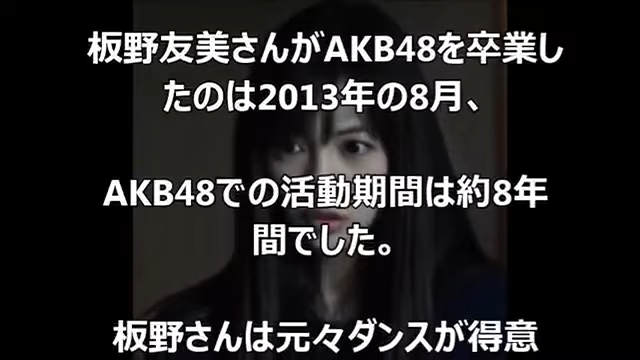 板野友美さんがAKB48を卒業し
たのは2013年の8月、
AKB48での活動期間は約8年
間でした。
板野さんは元々ダンスが得意